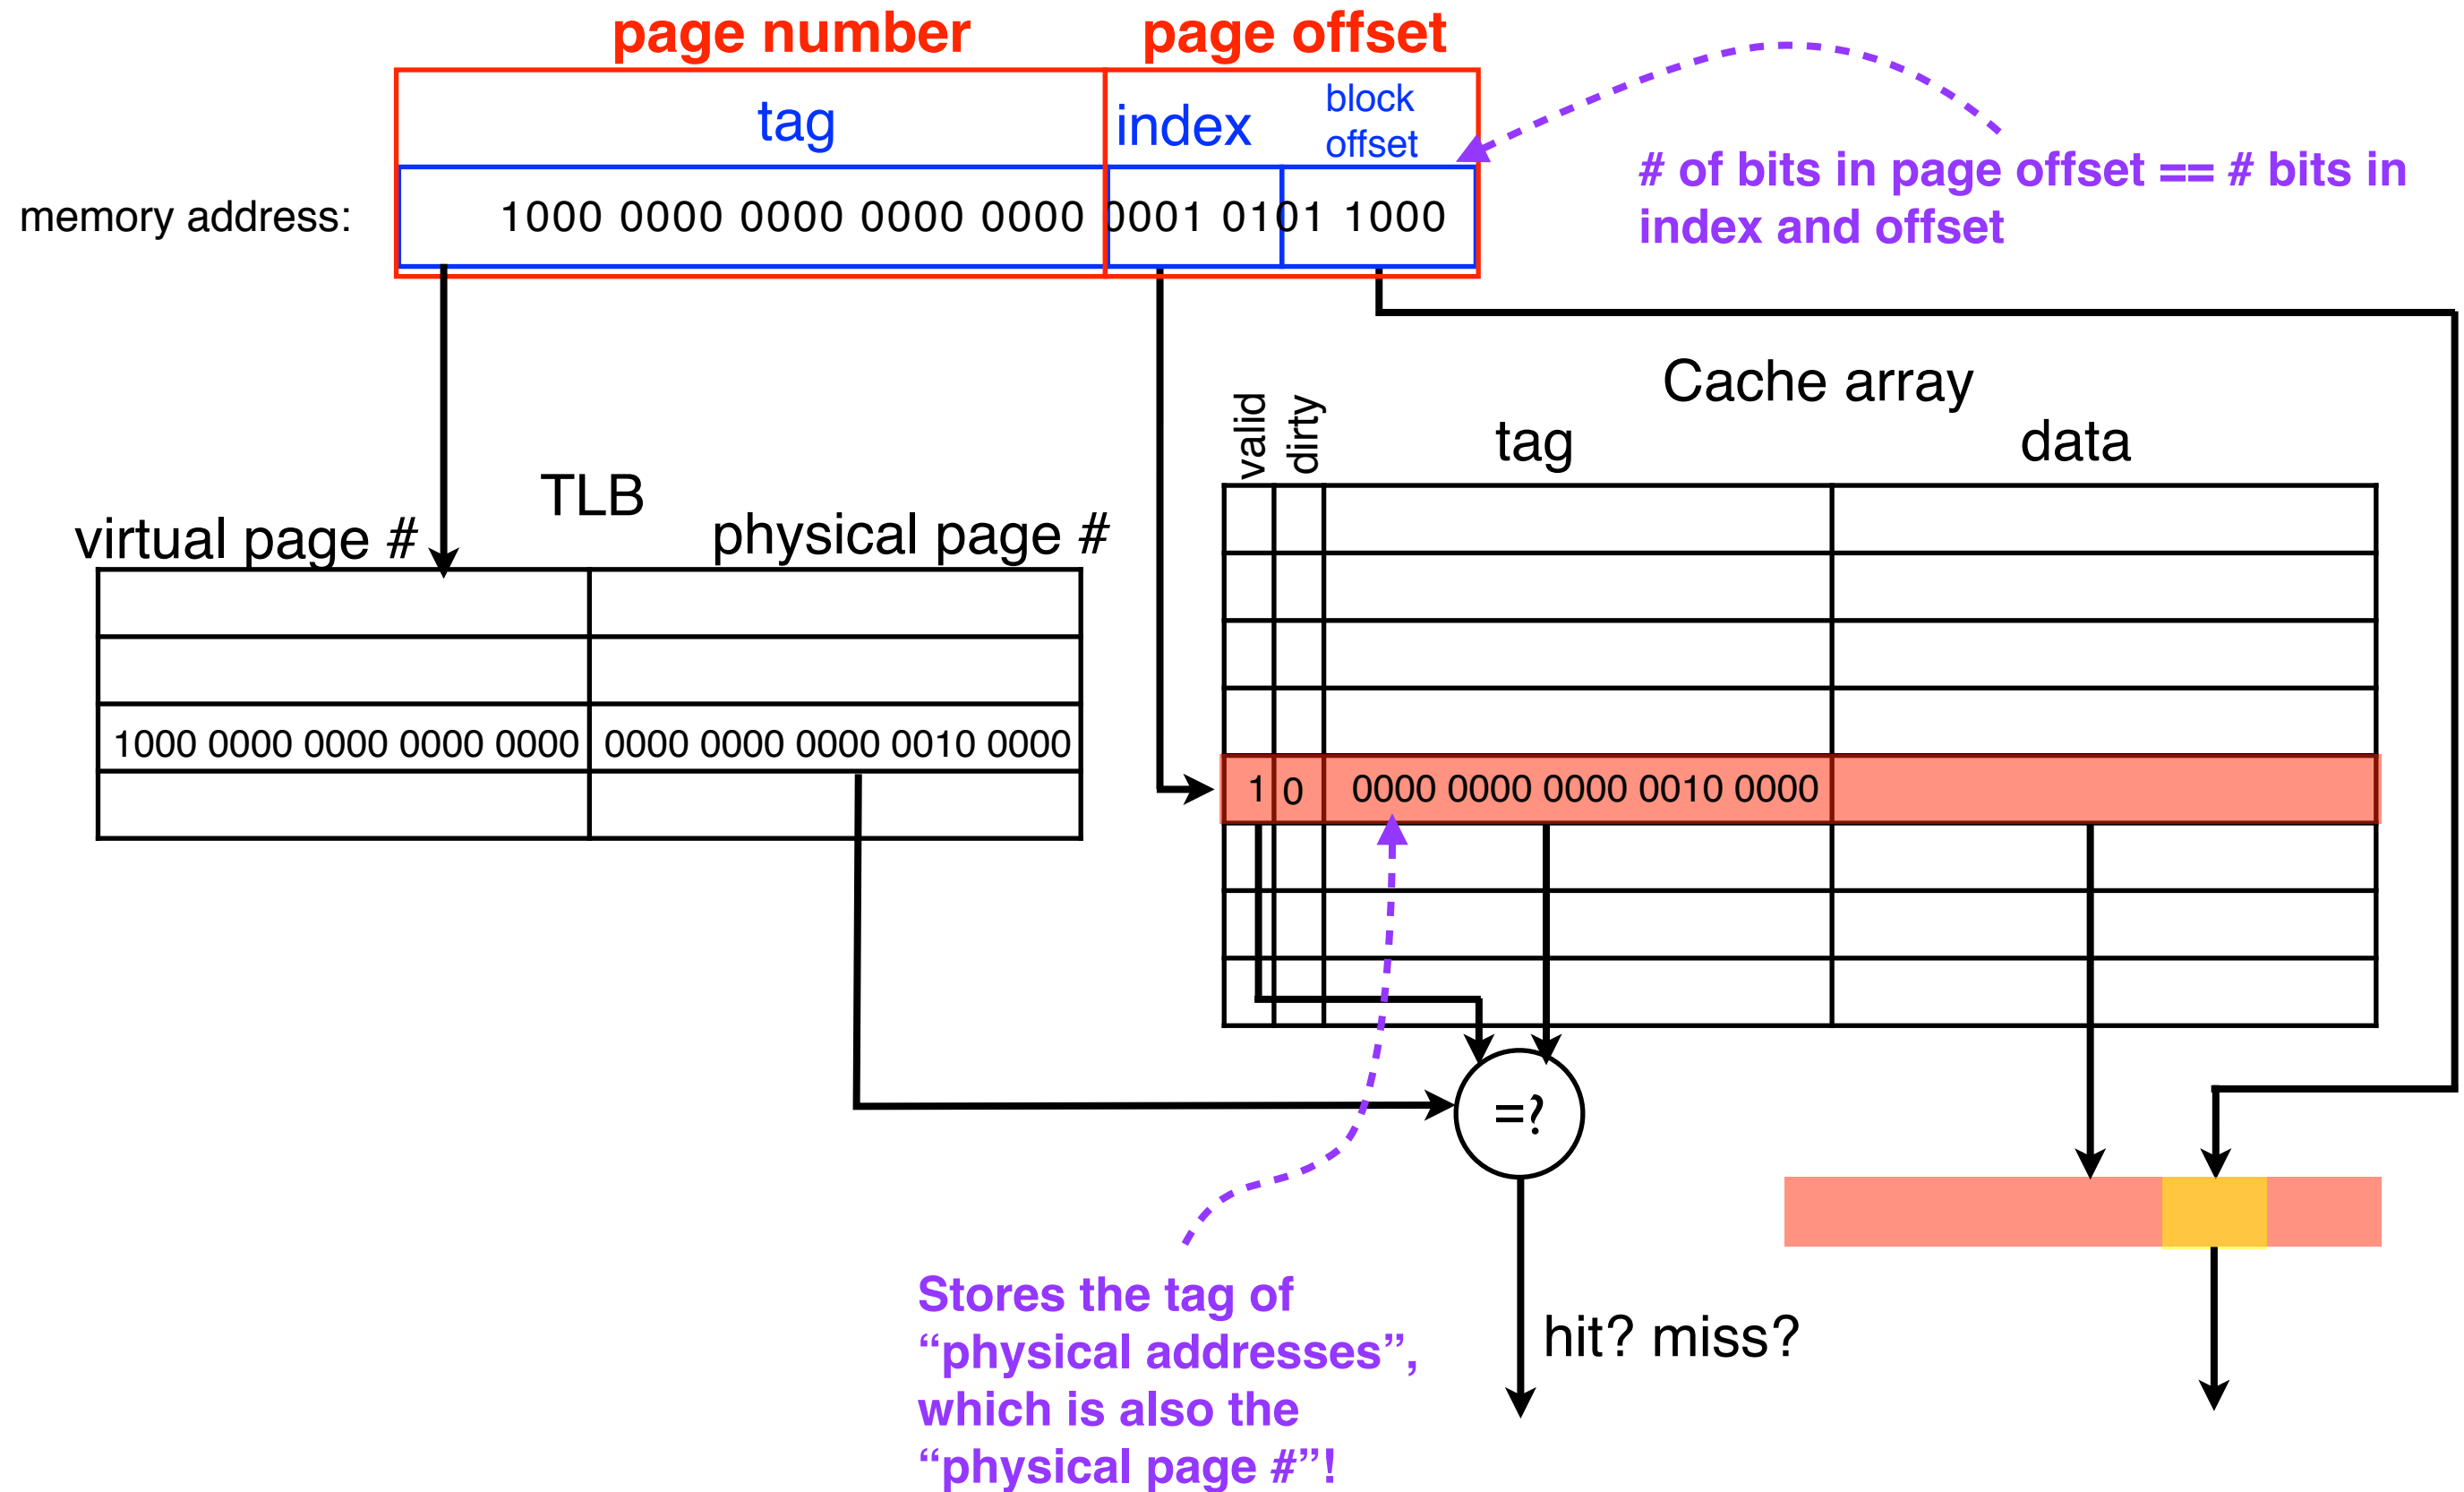 page number page offset
tag index block
offset
memory address: 1000 0000 0000 0000 0000 0001 0101 1000
# of bits in page offset == # bits in
index and offset
Cache array
valid dirty tag data
TLB
virtual page # physical page #
1000 0000 0000 0000 0000 0000 0000 0000 0010 0000
1 0 0000 0000 0000 0010 0000
=?
Stores the tag of
“physical addresses”,
which is also the
“physical page #”!
hit? miss?